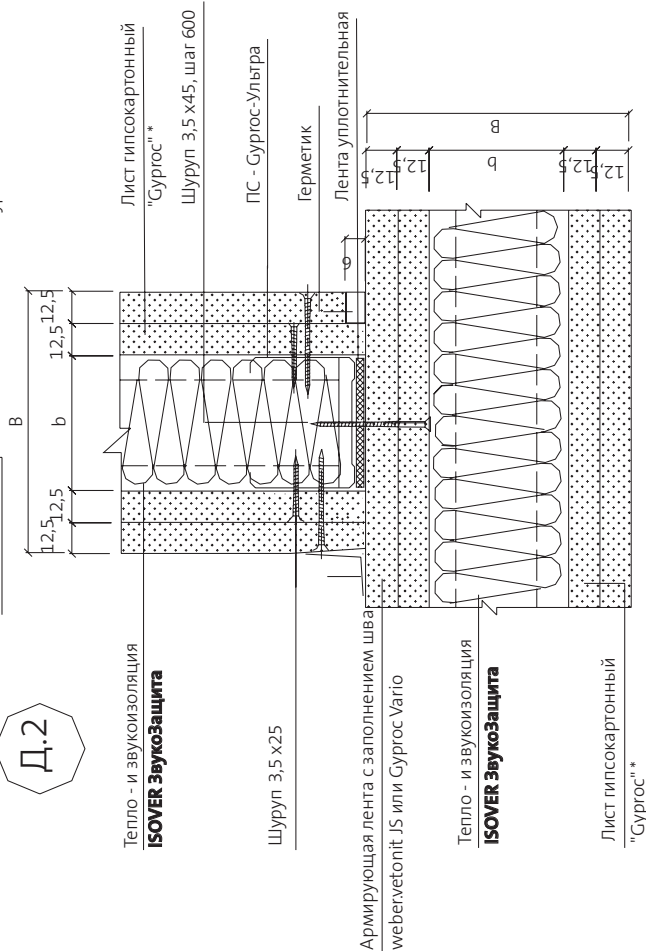 Д.2
Тепло - и звукоизоляция
ISOVER ЗвукоЗащита
Шуруп 3,5 х25
Армирующая лента с заполнением шва
weber.vetonit JS или Gyproc Vario
Тепло - и звукоизоляция
ISOVER ЗвукоЗащита
Лист гипсокартонный
"Gyproc" *
B
12,5
12,5
b
12,5
12,5
Лист гипсокартонный
"Gyproc" *
Шуруп 3,5 х45, шаг 600
ПС - Gyproc-Ультра
Герметик
Лента уплотнительная
6
12,5
12,5
b
12,5
12,5
B